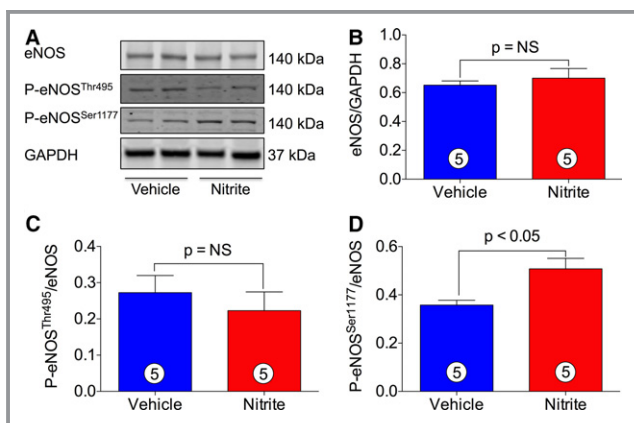 A
eNOS
140 kDa
P-eNOSThr495
140 kDa
P-eNOSSer1177
140 kDa
GAPDH
37 kDa
Vehicle Nitrite
B
p = NS
eNOS/GAPDH
0.8
0.6
0.4
0.2
0.0
5 5
Vehicle Nitrite
C
p = NS
P-eNOSThr495/eNOS
0.4
0.3
0.2
0.1
0.0
5 5
Vehicle Nitrite
D
p < 0.05
P-eNOSSer1177/eNOS
0.6
0.4
0.2
0.0
5 5
Vehicle Nitrite